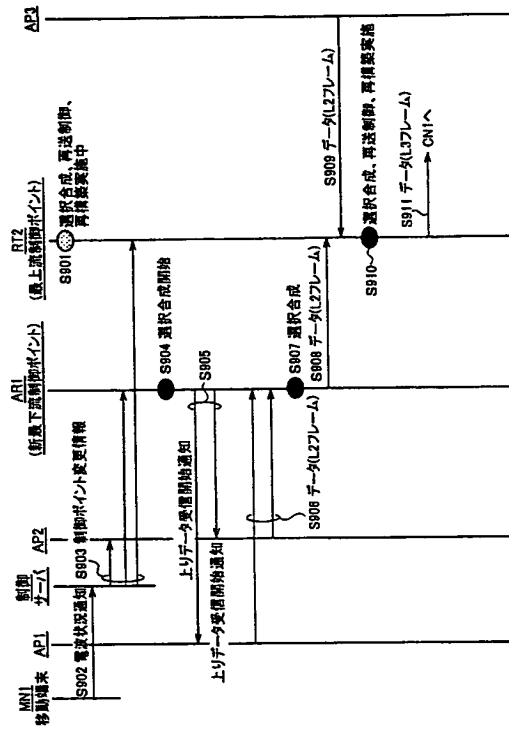 MN1
移動端末
AP1
制御
サーバ
AP2
AR1
(新最下流制御ポイント)
RT2
(最上流制御ポイント)
AP3
S901
選択合成、再送制御、
再構築実施中
S902 電波状況通知
S903 制御ポイント変更情報
S904 選択合成開始
S905
上りデータ受信開始通知
上りデータ受信開始通知
S906 データ(L2フレーム)
S907 選択合成
S908 データ(L2フレーム)
S909 データ(L2フレーム)
S910
選択合成、再送制御、再構築実施
S911 データ(L3フレーム)
CN1へ